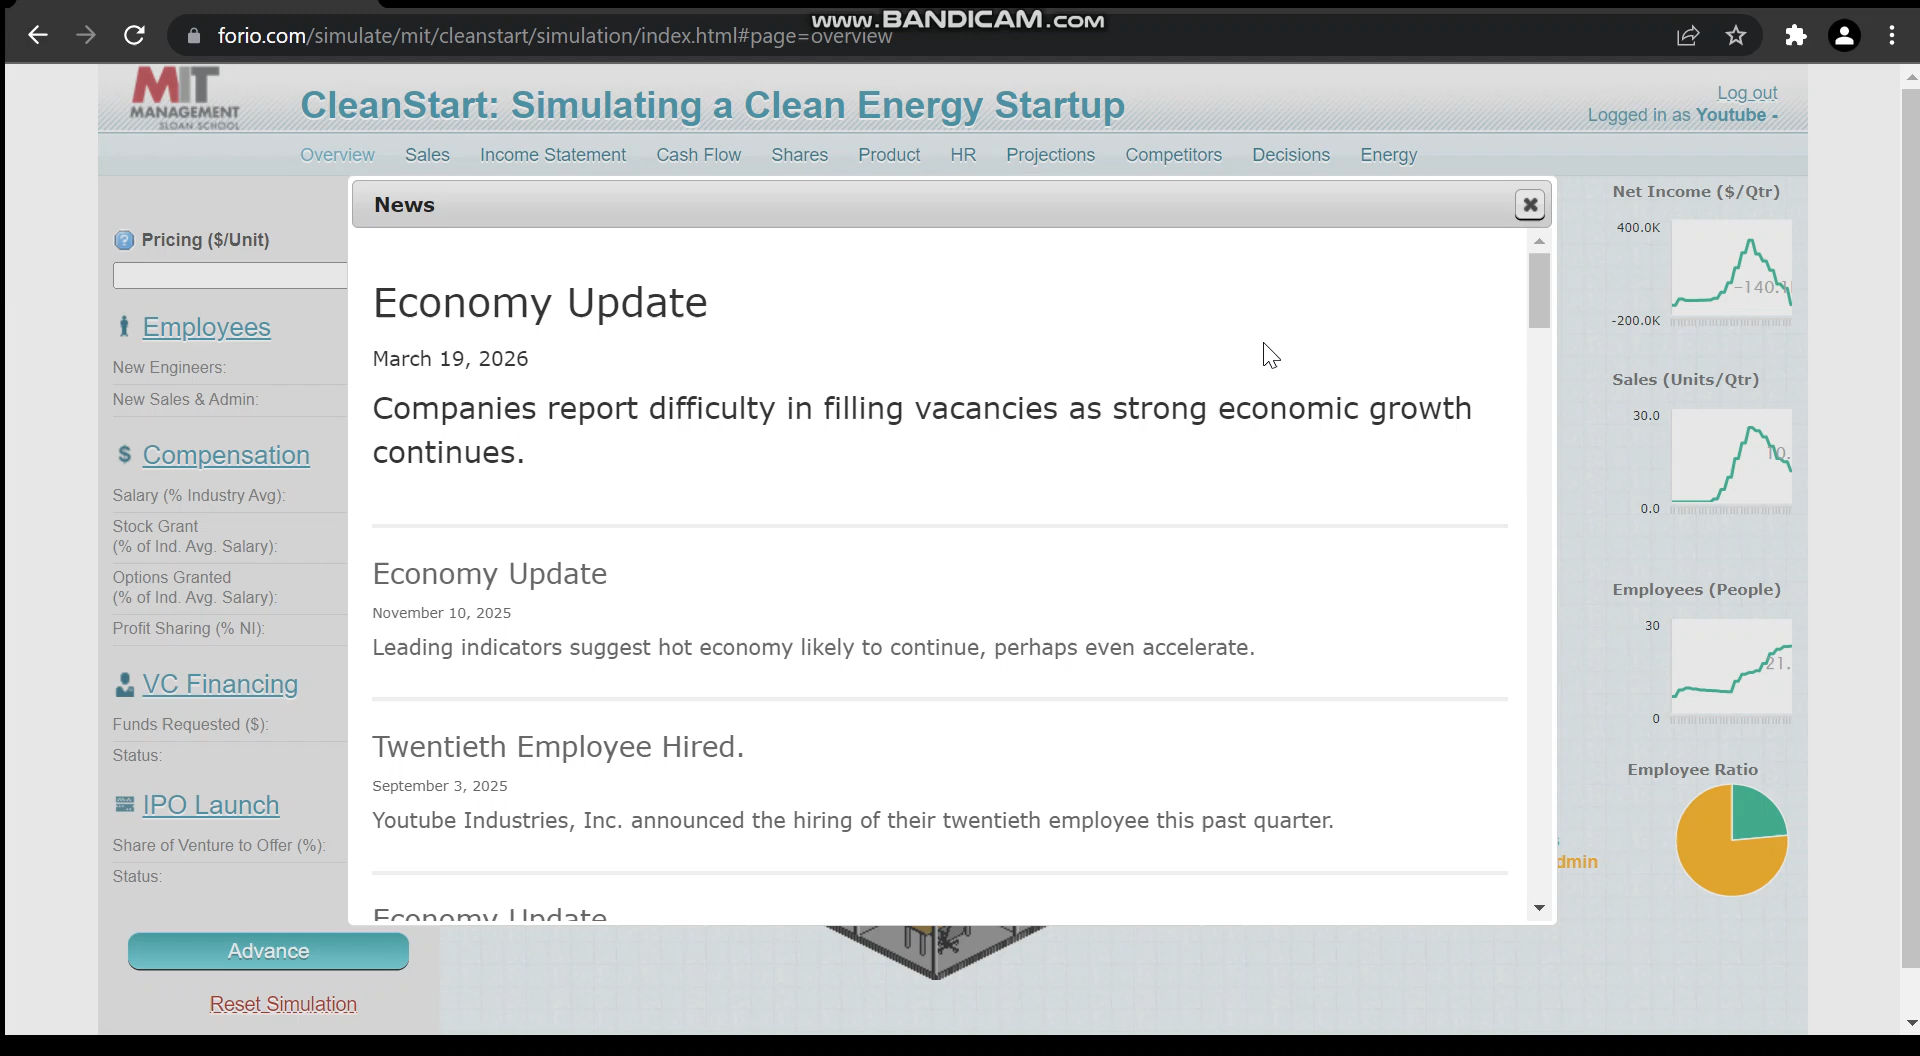 www.BANDICAM.com
forio.com/simulate/mit/cleanstart/simulation/index.html#page=overview
MIT
MANAGEMENT
SLOAN SCHOOL
CleanStart: Simulating a Clean Energy Startup
Log out
Logged in as Youtube -
Overview Sales Income Statement Cash Flow Shares Product HR Projections Competitors Decisions Energy
Pricing ($/Unit)
Employees
New Engineers:
New Sales & Admin:
$ Compensation
Salary (% Industry Avg):
Stock Grant
(% of Ind. Avg. Salary):
Options Granted
(% of Ind. Avg. Salary):
Profit Sharing (% NI):
VC Financing
Funds Requested ($):
Status:
IPO Launch
Share of Venture to Offer (%):
Status:
Advance
Reset Simulation
News
Economy Update
March 19, 2026
Companies report difficulty in filling vacancies as strong economic growth
continues.
Economy Update
November 10, 2025
Leading indicators suggest hot economy likely to continue, perhaps even accelerate.
Twentieth Employee Hired.
September 3, 2025
Youtube Industries, Inc. announced the hiring of their twentieth employee this past quarter.
Economy Update
Net Income ($/Qtr)
400.0K
-140.1
-200.0K
Sales (Units/Qtr)
30.0
10.
0.0
Employees (People)
30
21.
0
Employee Ratio
dmin